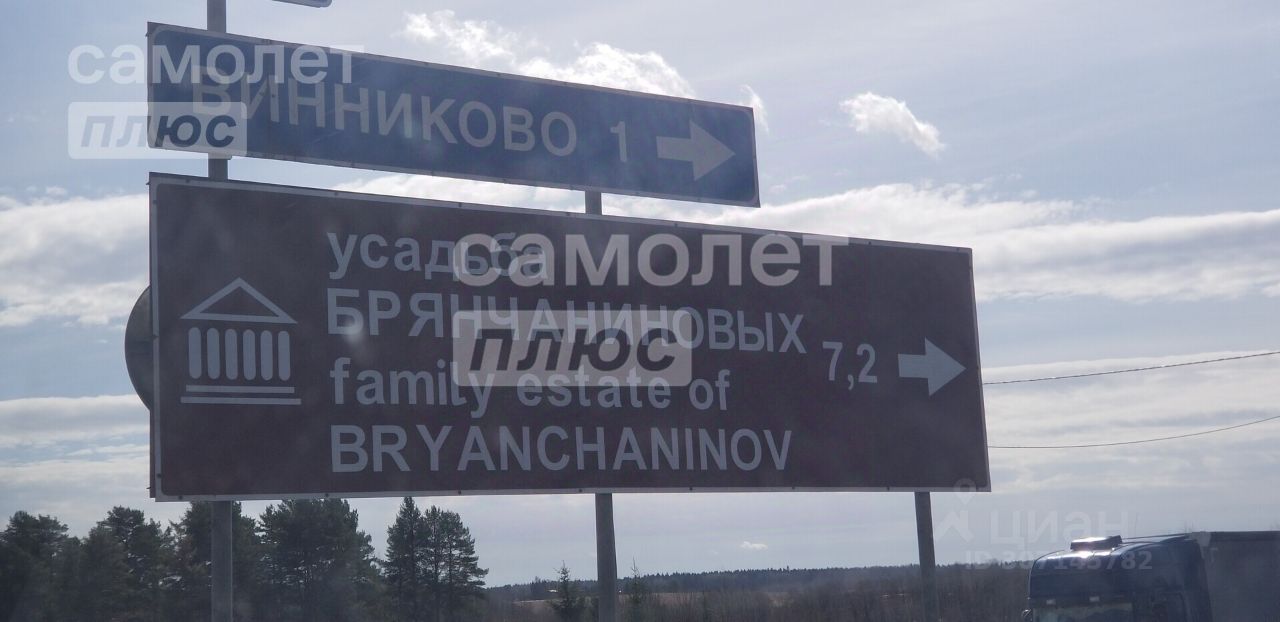 самолет
плюс
ВИННИКОВО 1
усадьба
БРЯНЧАНИНОВЫХ
family estate of
BRYANCHANINOV
7,2
самолет
плюс
циан